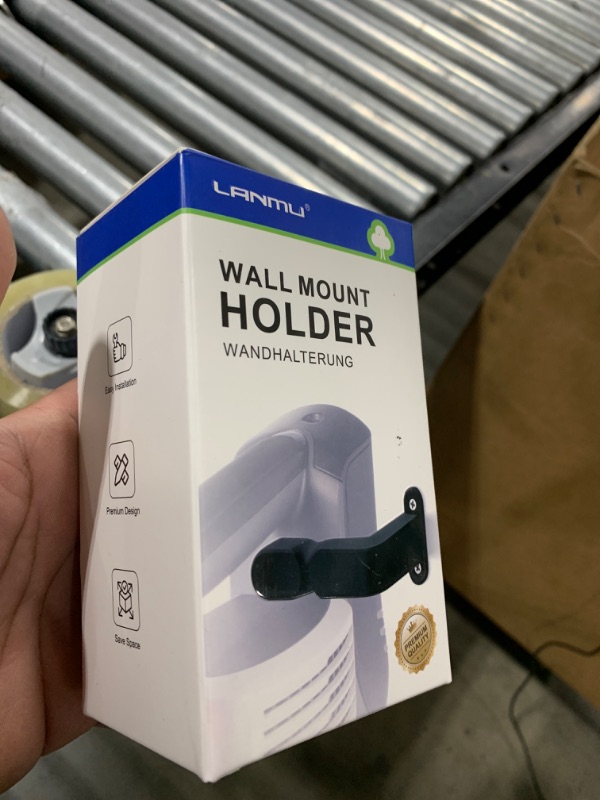 LANMU®
WALL MOUNT
HOLDER
WANDHALTERUNG
PREMIUM
QUALITY
Easy Installation
Premium Design
Save Space